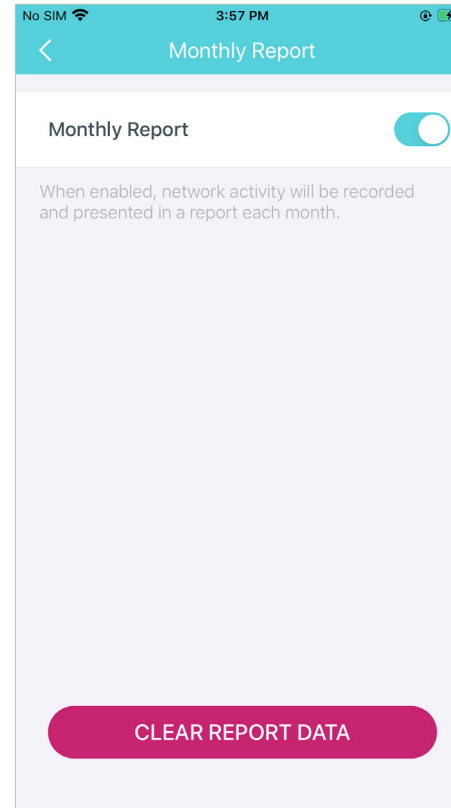 No SIM 3:57 PM
Monthly Report
Monthly Report
When enabled, network activity will be recorded
and presented in a report each month.
CLEAR REPORT DATA